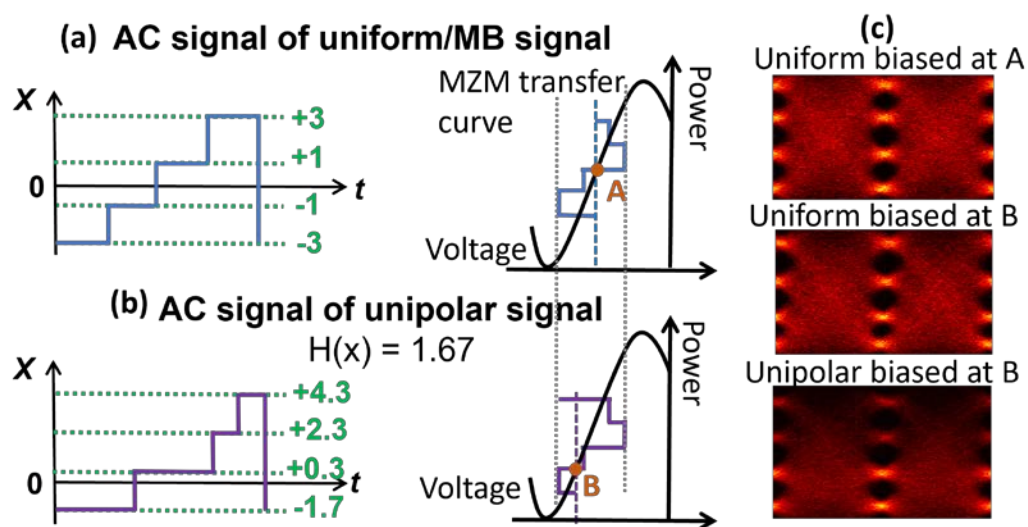 (a) AC signal of uniform/MB signal
X
+3
+1
0
t
-1
-3
MZM transfer
curve
Power
A
Voltage
(b) AC signal of unipolar signal
H(x) = 1.67
X
+4.3
+2.3
+0.3
0
t
-1.7
Power
B
Voltage
(c)
Uniform biased at A
Uniform biased at B
Unipolar biased at B